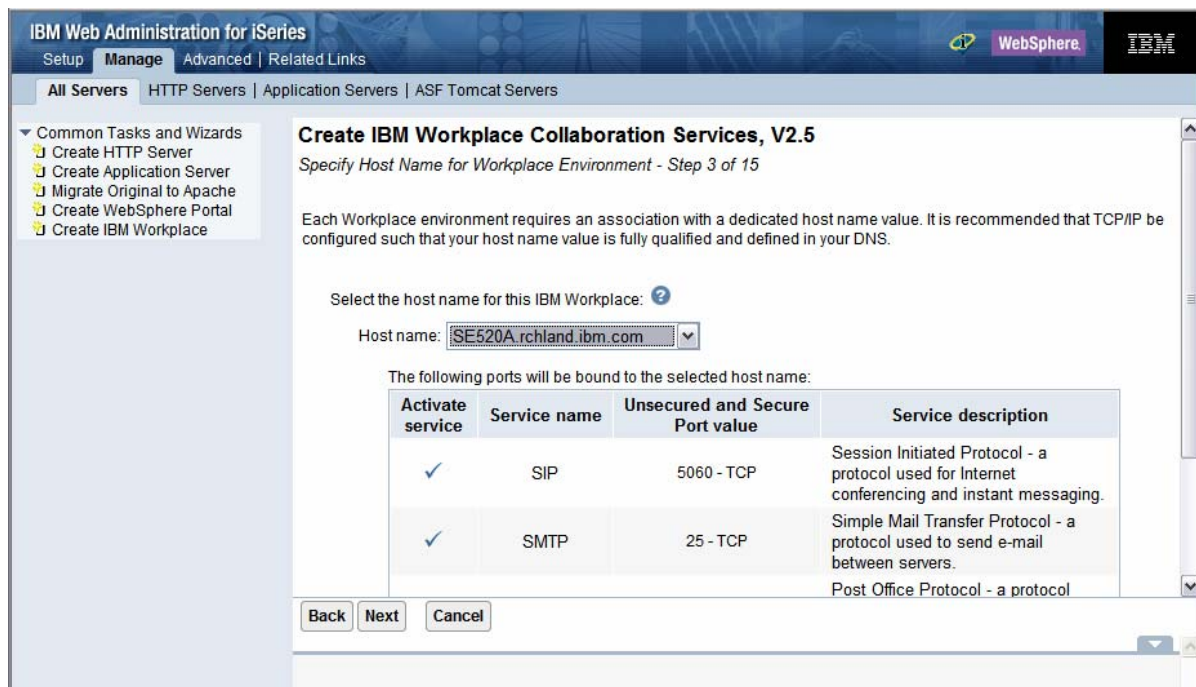 IBM Web Administration for iSeries
Setup Manage Advanced | Related Links
WebSphere.
IBM
All Servers HTTP Servers | Application Servers | ASF Tomcat Servers
Common Tasks and Wizards
Create HTTP Server
Create Application Server
Migrate Original to Apache
Create WebSphere Portal
Create IBM Workplace
Create IBM Workplace Collaboration Services, V2.5
Specify Host Name for Workplace Environment - Step 3 of 15
Each Workplace environment requires an association with a dedicated host name value. It is recommended that TCP/IP be
configured such that your host name value is fully qualified and defined in your DNS.
Select the host name for this IBM Workplace: ?
Host name: SE520A.rchland.ibm.com
The following ports will be bound to the selected host name:
Activate service
Service name
Unsecured and Secure Port value
Service description
SIP
5060 - TCP
Session Initiated Protocol - a
protocol used for Internet
conferencing and instant messaging.
SMTP
25 - TCP
Simple Mail Transfer Protocol - a
protocol used to send e-mail
between servers.
Post Office Protocol - a protocol
Back Next Cancel